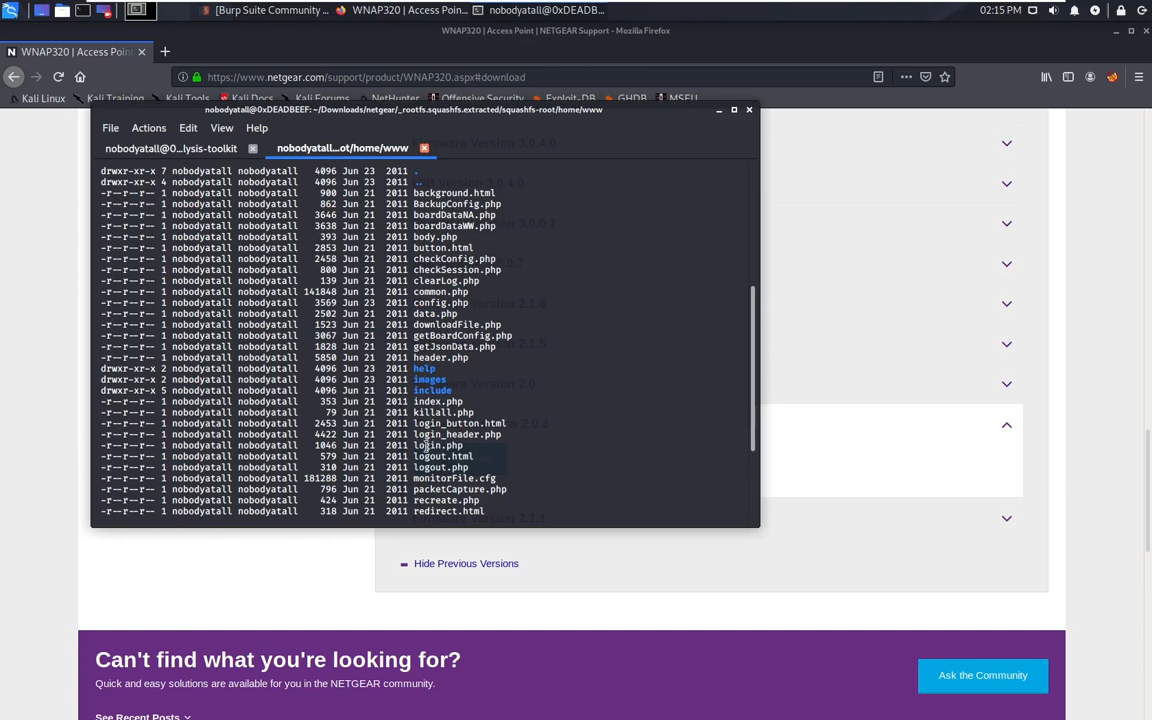 [Burp Suite Community ...
WNAP320 | Access Poin...
nobodyatall@0xDEADB...
02:15 PM
WNAP320 | Access Point | NETGEAR Support - Mozilla Firefox
N WNAP320 | Access Poin
https://www.netgear.com/support/product/WNAP320.aspx#download
Kali Linux
Kali Training
Kali Tools
Kali Docs
Kali Forums
NetHunter
Offensive Security
Exploit-DB
GHDB
MSFU
nobodyatall@0xDEADBEEF: ~/Downloads/netgear/_rootfs.squashfs.extracted/squashfs-root/home/www
File Actions Edit View Help
nobodyatall@0...lysis-toolkit
nobodyatall...ot/home/www
drwxr-xr-x 7 nobodyatall nobodyatall 4096 Jun 23 2011 .
drwxr-xr-x 4 nobodyatall nobodyatall 4096 Jun 23 2011 ..
-r--r--r-- 1 nobodyatall nobodyatall 900 Jun 21 2011 background.html
-r--r--r-- 1 nobodyatall nobodyatall 862 Jun 21 2011 BackupConfig.php
-r--r--r-- 1 nobodyatall nobodyatall 3646 Jun 21 2011 boardDataNA.php
-r--r--r-- 1 nobodyatall nobodyatall 3638 Jun 21 2011 boardDataWW.php
-r--r--r-- 1 nobodyatall nobodyatall 393 Jun 21 2011 body.php
-r--r--r-- 1 nobodyatall nobodyatall 2853 Jun 21 2011 button.html
-r--r--r-- 1 nobodyatall nobodyatall 2458 Jun 21 2011 checkConfig.php
-r--r--r-- 1 nobodyatall nobodyatall 800 Jun 21 2011 checkSession.php
-r--r--r-- 1 nobodyatall nobodyatall 139 Jun 21 2011 clearLog.php
-r--r--r-- 1 nobodyatall nobodyatall 141848 Jun 21 2011 common.php
-r--r--r-- 1 nobodyatall nobodyatall 3569 Jun 23 2011 config.php
-r--r--r-- 1 nobodyatall nobodyatall 2502 Jun 21 2011 data.php
-r--r--r-- 1 nobodyatall nobodyatall 1523 Jun 21 2011 downloadFile.php
-r--r--r-- 1 nobodyatall nobodyatall 3067 Jun 21 2011 getBoardConfig.php
-r--r--r-- 1 nobodyatall nobodyatall 1828 Jun 21 2011 getJsonData.php
-r--r--r-- 1 nobodyatall nobodyatall 5850 Jun 21 2011 header.php
drwxr-xr-x 2 nobodyatall nobodyatall 4096 Jun 23 2011 help
drwxr-xr-x 2 nobodyatall nobodyatall 4096 Jun 23 2011 images
drwxr-xr-x 5 nobodyatall nobodyatall 4096 Jun 23 2011 include
-r--r--r-- 1 nobodyatall nobodyatall 353 Jun 21 2011 index.php
-r--r--r-- 1 nobodyatall nobodyatall 79 Jun 21 2011 killall.php
-r--r--r-- 1 nobodyatall nobodyatall 2453 Jun 21 2011 login_button.html
-r--r--r-- 1 nobodyatall nobodyatall 4422 Jun 21 2011 login_header.php
-r--r--r-- 1 nobodyatall nobodyatall 1046 Jun 21 2011 login.php
-r--r--r-- 1 nobodyatall nobodyatall 579 Jun 21 2011 logout.html
-r--r--r-- 1 nobodyatall nobodyatall 310 Jun 21 2011 logout.php
-r--r--r-- 1 nobodyatall nobodyatall 181288 Jun 21 2011 monitorFile.cfg
-r--r--r-- 1 nobodyatall nobodyatall 796 Jun 21 2011 packetCapture.php
-r--r--r-- 1 nobodyatall nobodyatall 424 Jun 21 2011 recreate.php
-r--r--r-- 1 nobodyatall nobodyatall 318 Jun 21 2011 redirect.html
Hide Previous Versions
Can't find what you're looking for?
Quick and easy solutions are available for you in the NETGEAR community.
Ask the Community
See Recent Posts